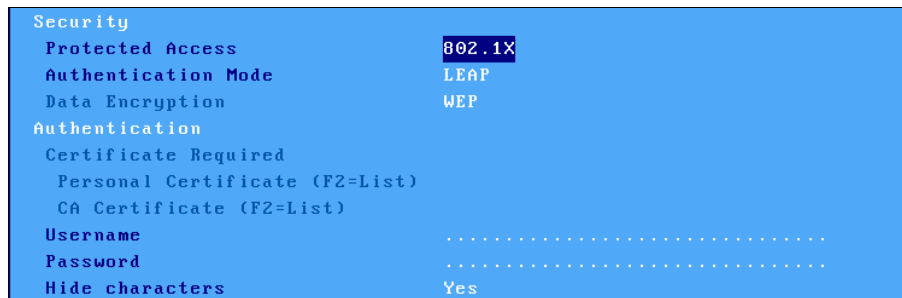 Security
Protected Access 802.1X
Authentication Mode LEAP
Data Encryption WEP
Authentication
Certificate Required
Personal Certificate (F2=List)
CA Certificate (F2=List)
Username ................................
Password ................................
Hide characters Yes